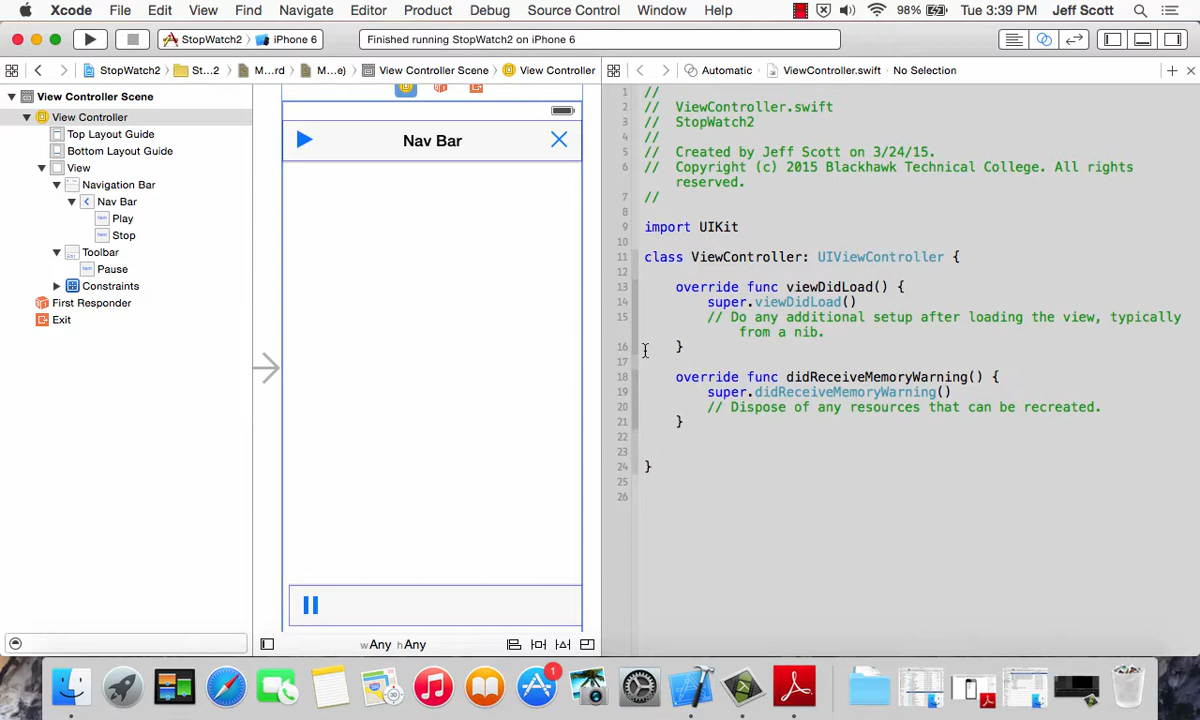 Xcode File Edit View Find Navigate Editor Product Debug Source Control Window Help 98% Tue 3:39 PM Jeff Scott
StopWatch2 iPhone 6 Finished running StopWatch2 on iPhone 6
StopWatch2 St...2 M...rd M...e) View Controller Scene View Controller Automatic ViewController.swift No Selection
View Controller Scene
View Controller
Top Layout Guide
Bottom Layout Guide
View
Navigation Bar
Nav Bar
Item Play
Item Stop
Toolbar
Item Pause
Constraints
First Responder
Exit
Nav Bar
wAny hAny
1 //
2 // ViewController.swift
3 // StopWatch2
4 //
5 // Created by Jeff Scott on 3/24/15.
6 // Copyright (c) 2015 Blackhawk Technical College. All rights
reserved.
7 //
8
9 import UIKit
10
11 class ViewController: UIViewController {
12
13 override func viewDidLoad() {
14 super.viewDidLoad()
15 // Do any additional setup after loading the view, typically
from a nib.
16 }
17
18 override func didReceiveMemoryWarning() {
19 super.didReceiveMemoryWarning()
20 // Dispose of any resources that can be recreated.
21 }
22
23
24 }
25
26
1